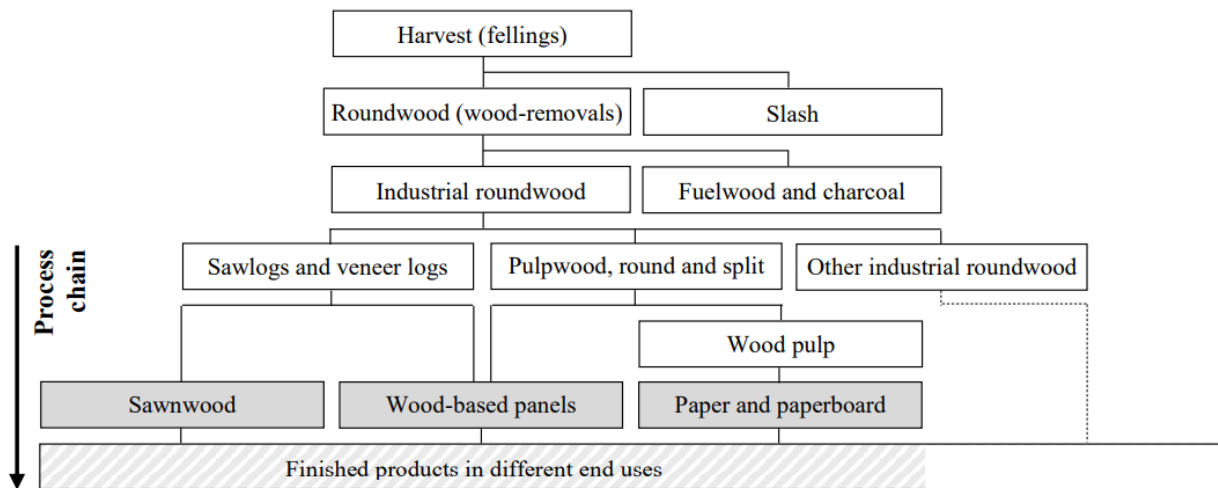 Harvest (fellings)
Roundwood (wood-removals)
Slash
Industrial roundwood
Fuelwood and charcoal
Process
chain
Sawlogs and veneer logs
Pulpwood, round and split
Other industrial roundwood
Wood pulp
Sawnwood
Wood-based panels
Paper and paperboard
Finished products in different end uses